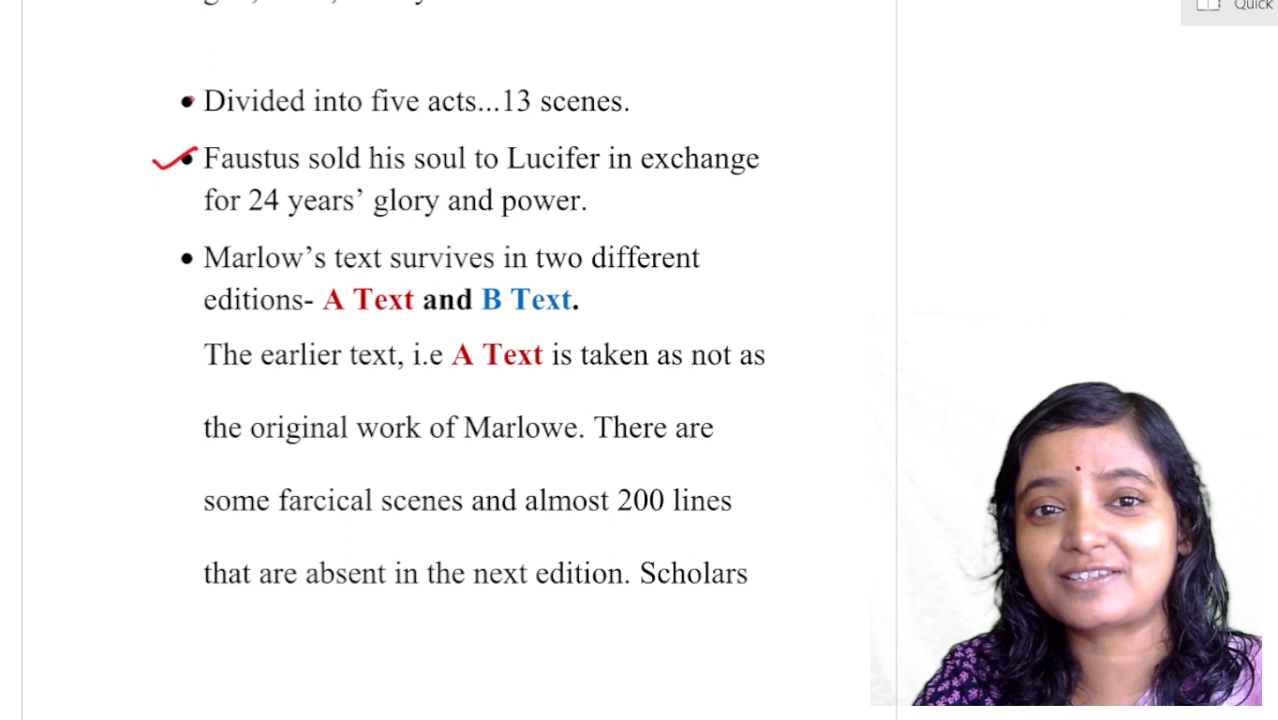 Quick
• Divided into five acts...13 scenes.
• Faustus sold his soul to Lucifer in exchange
for 24 years’ glory and power.
• Marlow’s text survives in two different
editions- A Text and B Text.
The earlier text, i.e A Text is taken as not as
the original work of Marlowe. There are
some farcical scenes and almost 200 lines
that are absent in the next edition. Scholars